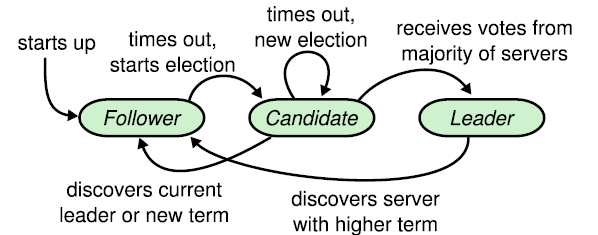 starts up
times out,
starts election
times out,
new election
receives votes from
majority of servers
Follower
Candidate
Leader
discovers current
leader or new term
discovers server
with higher term